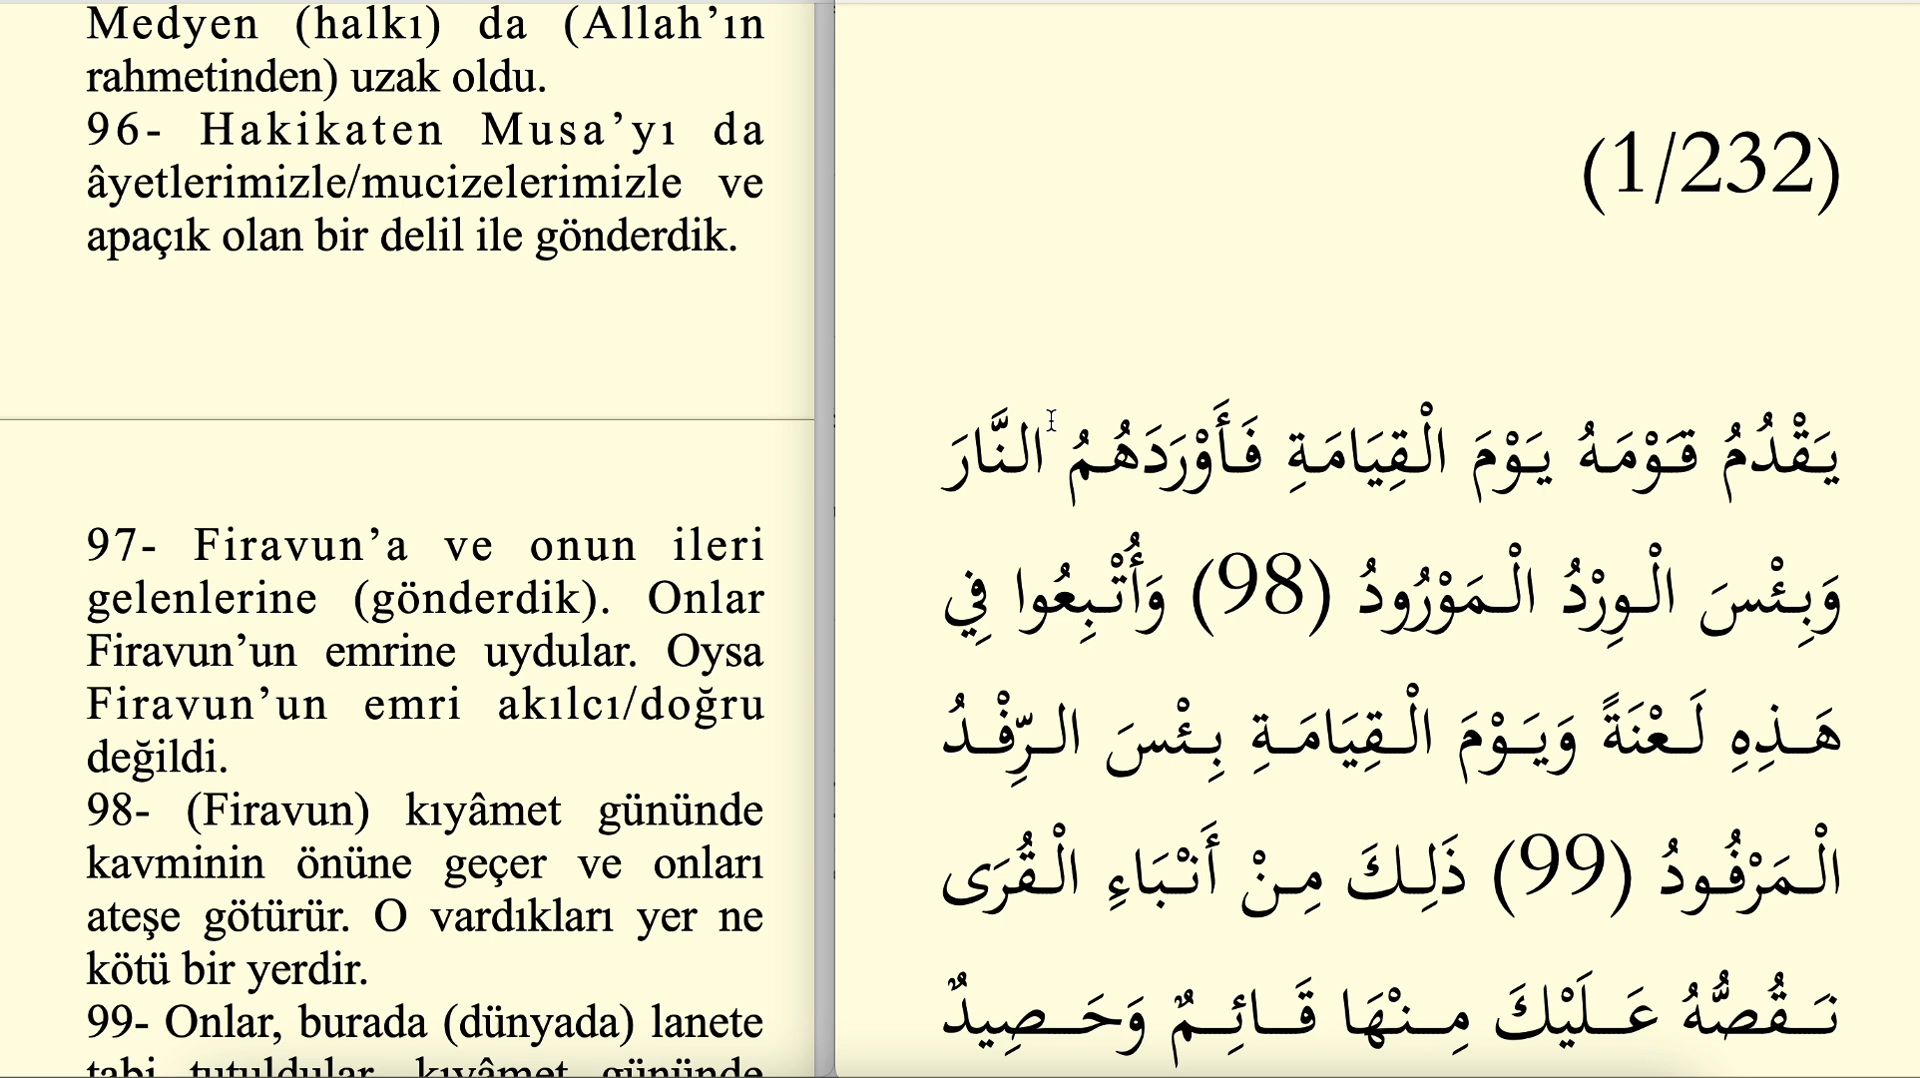 Medyen (halkı) da (Allah’ın
rahmetinden) uzak oldu.
96- Hakikaten Musa’yı da
âyetlerimizle/mucizelerimizle ve
apaçık olan bir delil ile gönderdik.
97- Firavun’a ve onun ileri
gelenlerine (gönderdik). Onlar
Firavun’un emrine uydular. Oysa
Firavun’un emri akılcı/doğru
değildi.
98- (Firavun) kıyâmet gününde
kavminin önüne geçer ve onları
ateşe götürür. O vardıkları yer ne
kötü bir yerdir.
99- Onlar, burada (dünyada) lanete
tabi tutuldular, kıyâmet gününde
(1/232)
يَقْدُمُ قَوْمَهُ يَوْمَ الْقِيَامَةِ فَأَوْرَدَهُمُ النَّارَ
وَبِئْسَ الْوِرْدُ الْمَوْرُودُ (98) وَأُتْبِعُوا فِي
هَذِهِ لَعْنَةً وَيَوْمَ الْقِيَامَةِ بِئْسَ الرِّفْدُ
الْمَرْفُودُ (99) ذَلِكَ مِنْ أَنْبَاءِ الْقُرَى
نَقُصُّهُ عَلَيْكَ مِنْهَا قَائِمٌ وَحَصِيدٌ